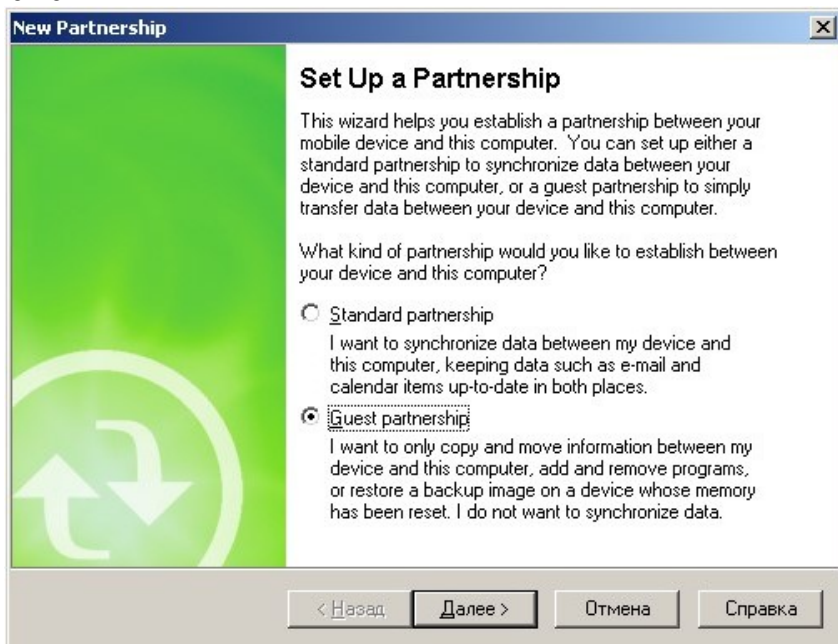 New Partnership
Set Up a Partnership
This wizard helps you establish a partnership between your
mobile device and this computer. You can set up either a
standard partnership to synchronize data between your
device and this computer, or a guest partnership to simply
transfer data between your device and this computer.
What kind of partnership would you like to establish between
your device and this computer?
Standard partnership
I want to synchronize data between my device and
this computer, keeping data such as e-mail and
calendar items up-to-date in both places.
Guest partnership
I want to only copy and move information between my
device and this computer, add and remove programs,
or restore a backup image on a device whose memory
has been reset. I do not want to synchronize data.
< Назад Далее > Отмена Справка